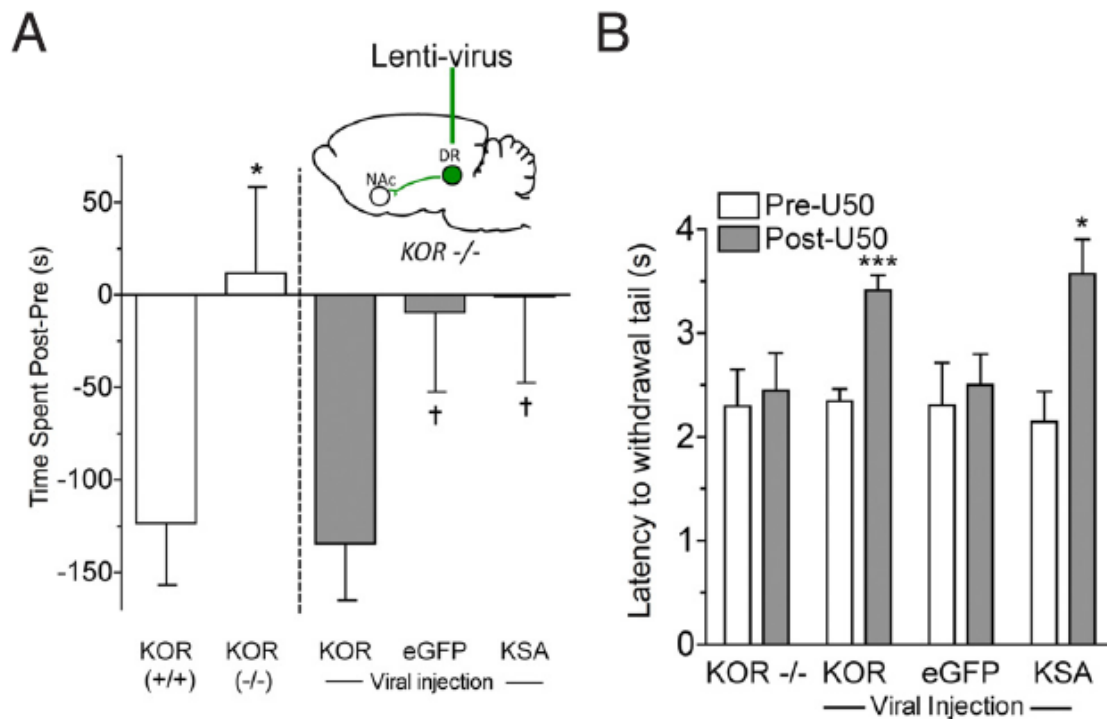 A
Lenti-virus
DR
NAc
KOR -/-
Time Spent Post-Pre (s)
50
0
-50
-100
-150
*
†
†
KOR
(+/+)
KOR
(-/-)
KOR
eGFP
KSA
Viral injection
B
Pre-U50
Post-U50
Latency to withdrawal tail (s)
4
3
2
1
0
***
*
KOR -/-
KOR
eGFP
KSA
Viral Injection